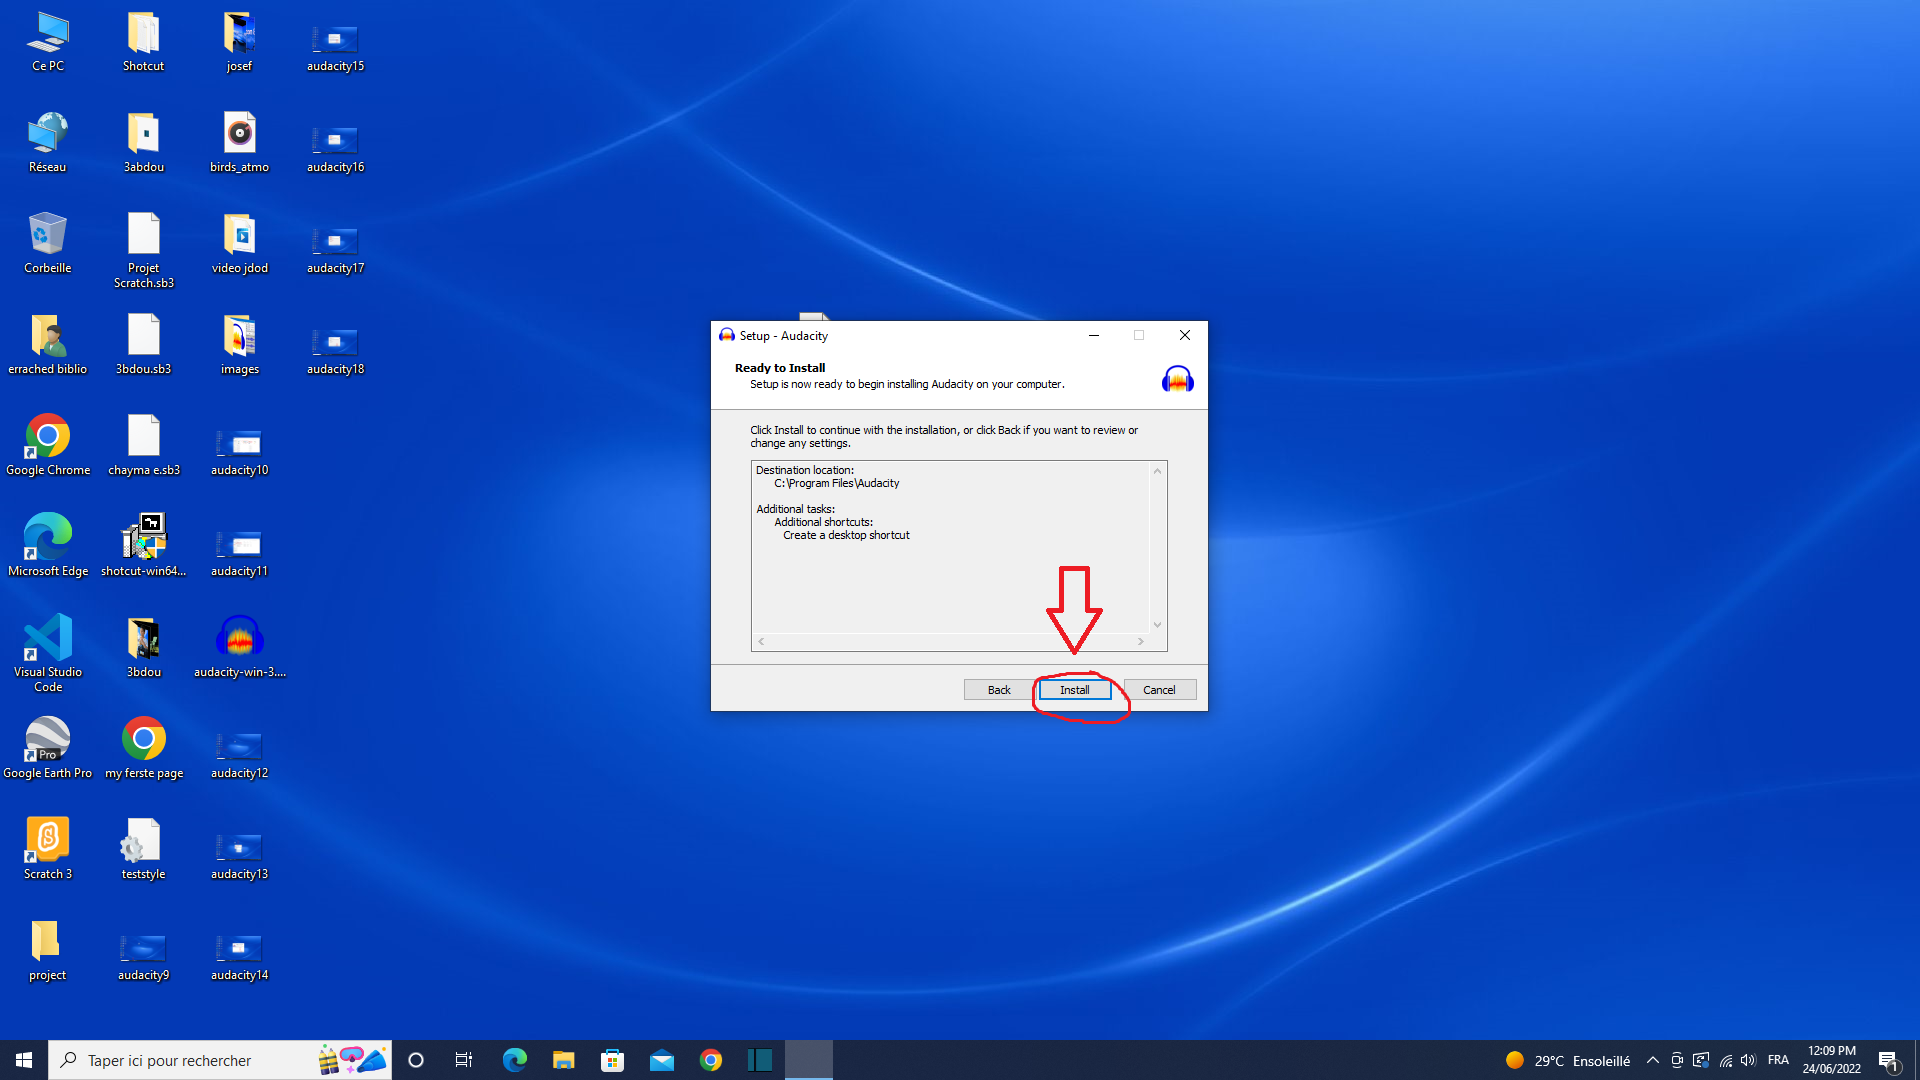 Ce PC
Shotcut
josef
audacity15
Réseau
3abdou
birds_atmo
audacity16
Corbeille
Projet
Scratch.sb3
video jdod
audacity17
errached biblio
3bdou.sb3
images
audacity18
Google Chrome
chayma e.sb3
audacity10
Microsoft Edge
shotcut-win64...
audacity11
Visual Studio
Code
3bdou
audacity-win-3....
Pro
Google Earth Pro
my ferste page
audacity12
Scratch 3
teststyle
audacity13
project
audacity9
audacity14
Setup - Audacity
Ready to Install
Setup is now ready to begin installing Audacity on your computer.
Click Install to continue with the installation, or click Back if you want to review or
change any settings.
Destination location:
C:\Program Files\Audacity
Additional tasks:
Additional shortcuts:
Create a desktop shortcut
Back
Install
Cancel
Taper ici pour rechercher
29°C Ensoleillé
FRA
12:09 PM
24/06/2022
1